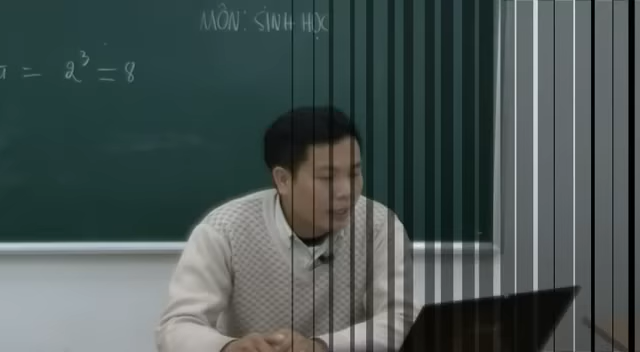 MÔN: SINH HỌC
= 2³ = 8